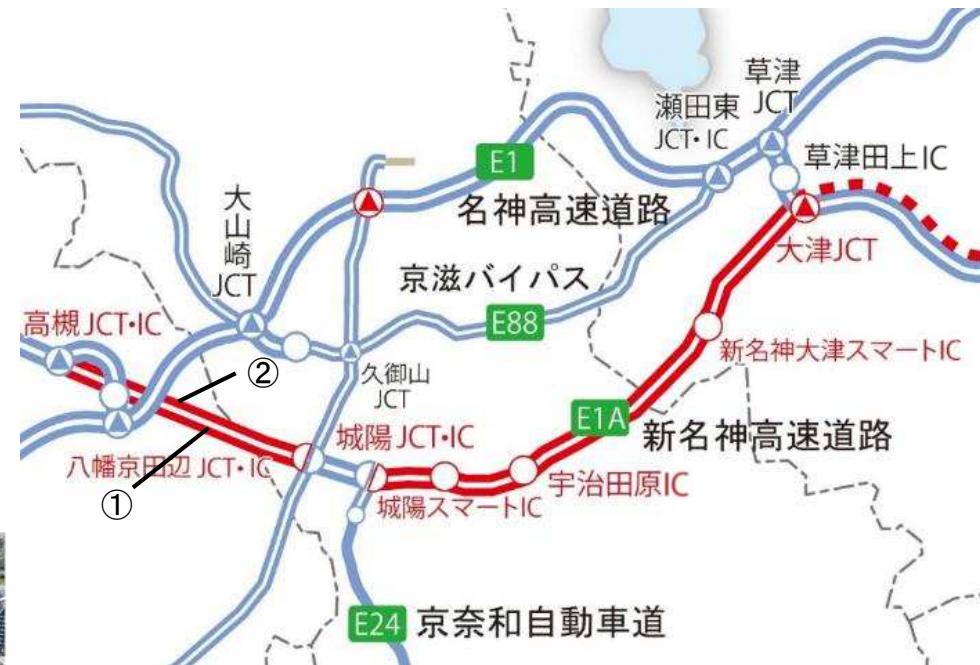 草津
JCT
瀬田東
JCT・IC
草津田上IC
E1
名神高速道路
大津JCT
大山崎
JCT
京滋バイパス
E88
高槻JCT・IC
②
久御山
JCT
新名神大津スマートIC
E1A
新名神高速道路
城陽JCT・IC
八幡京田辺JCT・IC
宇治田原IC
①
城陽スマートIC
E24
京奈和自動車道